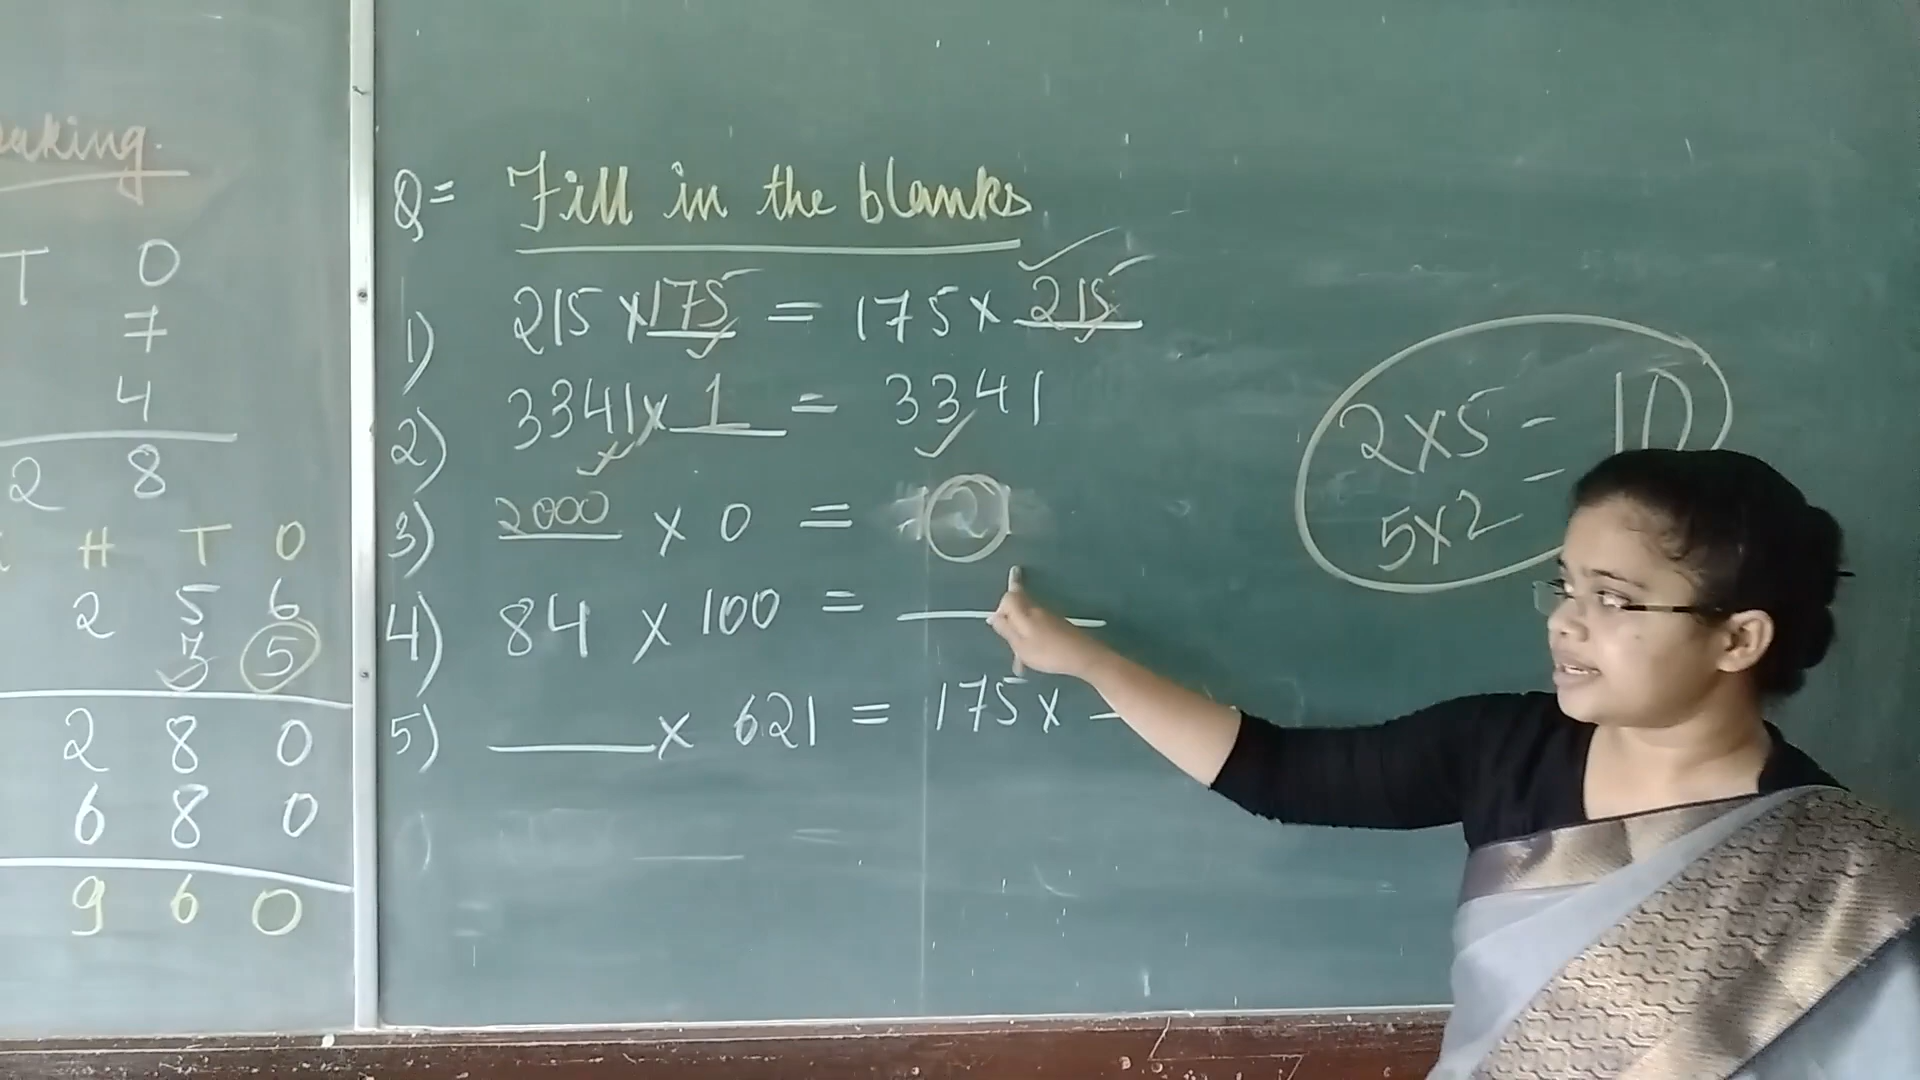 T O
7
4
2 8
H T O
2 5 6
3 5
2 8 0
6 8 0
9 6 0
Q= Fill in the blanks
1) 215 x 175 = 175 x 215
2) 3341 x 1 = 3341
3) 2000 x 0 =
4) 84 x 100 = ____
5) ____ x 621 = 175 x
2x5 = 10
5x2 =